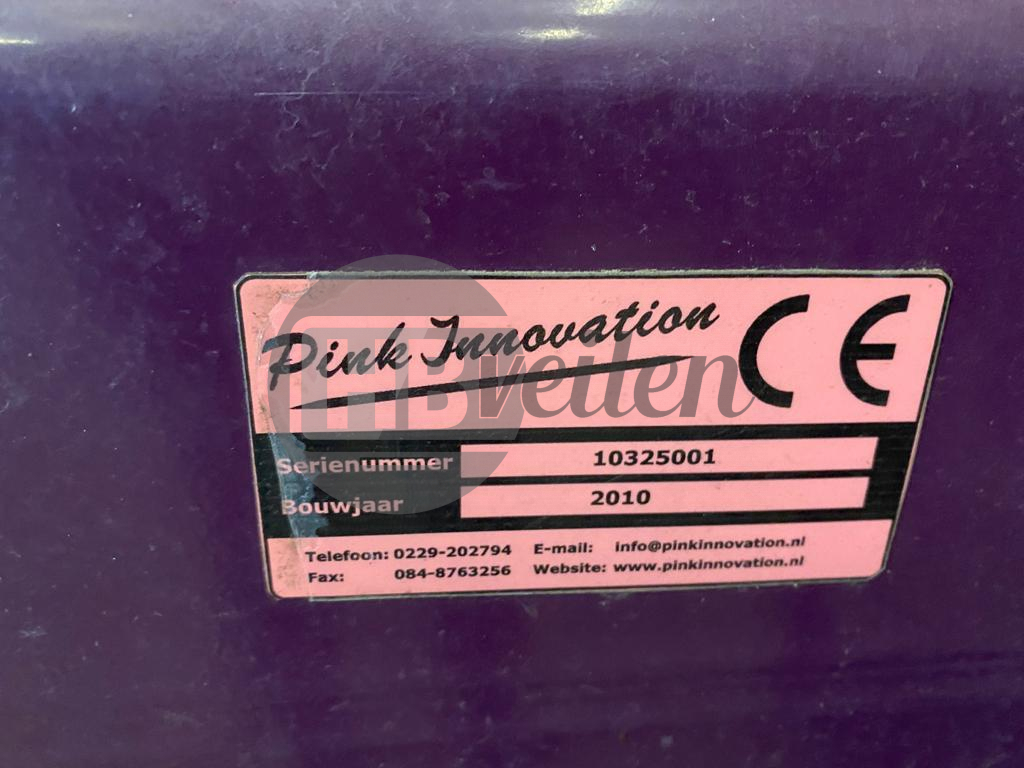 Pink Innovation CE
HTBveilen
Serienummer 10325001
Bouwjaar 2010
Telefoon: 0229-202794 E-mail: info@pinkinnovation.nl
Fax: 084-8763256 Website: www.pinkinnovation.nl